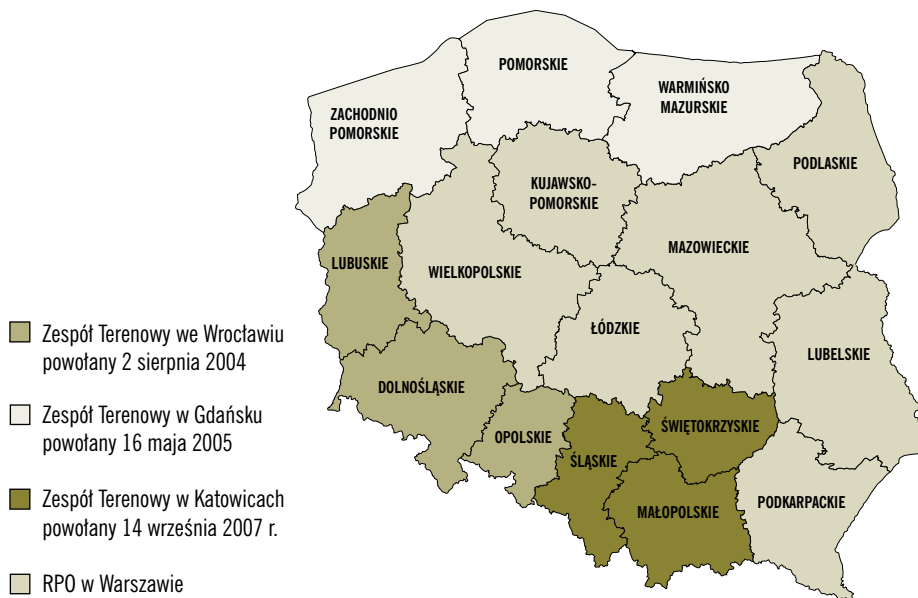 POMORSKIE
WARMIŃSKO
MAZURSKIE
ZACHODNIO
POMORSKIE
PODLASKIE
KUJAWSKO-
POMORSKIE
MAZOWIECKIE
LUBUSKIE
WIELKOPOLSKIE
ŁÓDZKIE
LUBELSKIE
DOLNOŚLĄSKIE
OPOLSKIE
ŚWIĘTOKRZYSKIE
ŚLĄSKIE
PODKARPACKIE
MAŁOPOLSKIE
Zespół Terenowy we Wrocławiu
powołany 2 sierpnia 2004
Zespół Terenowy w Gdańsku
powołany 16 maja 2005
Zespół Terenowy w Katowicach
powołany 14 września 2007 r.
RPO w Warszawie